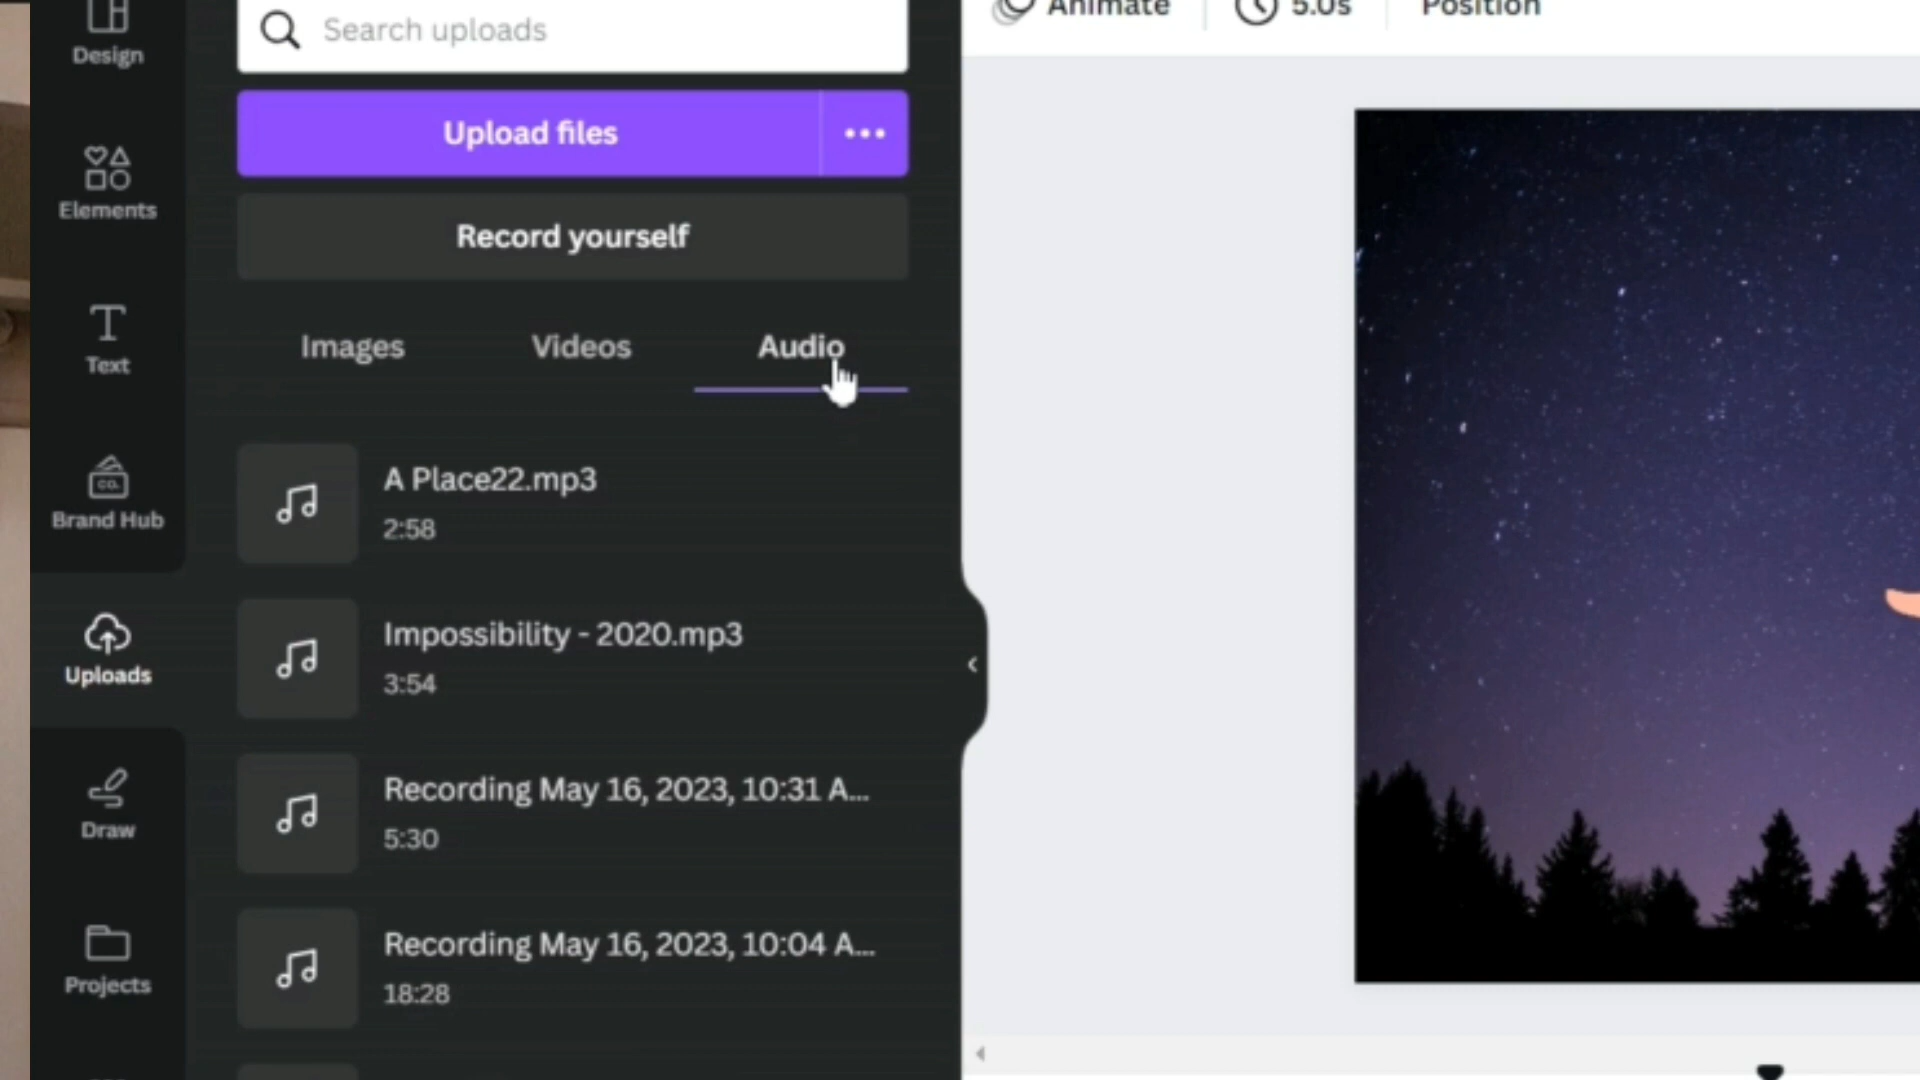 Design
Elements
Text
Brand Hub
CO.
Uploads
Draw
Projects
Search uploads
Upload files
Record yourself
Images Videos Audio
A Place22.mp3
2:58
Impossibility - 2020.mp3
3:54
Recording May 16, 2023, 10:31 A...
5:30
Recording May 16, 2023, 10:04 A...
18:28
Animate 5.0s Position